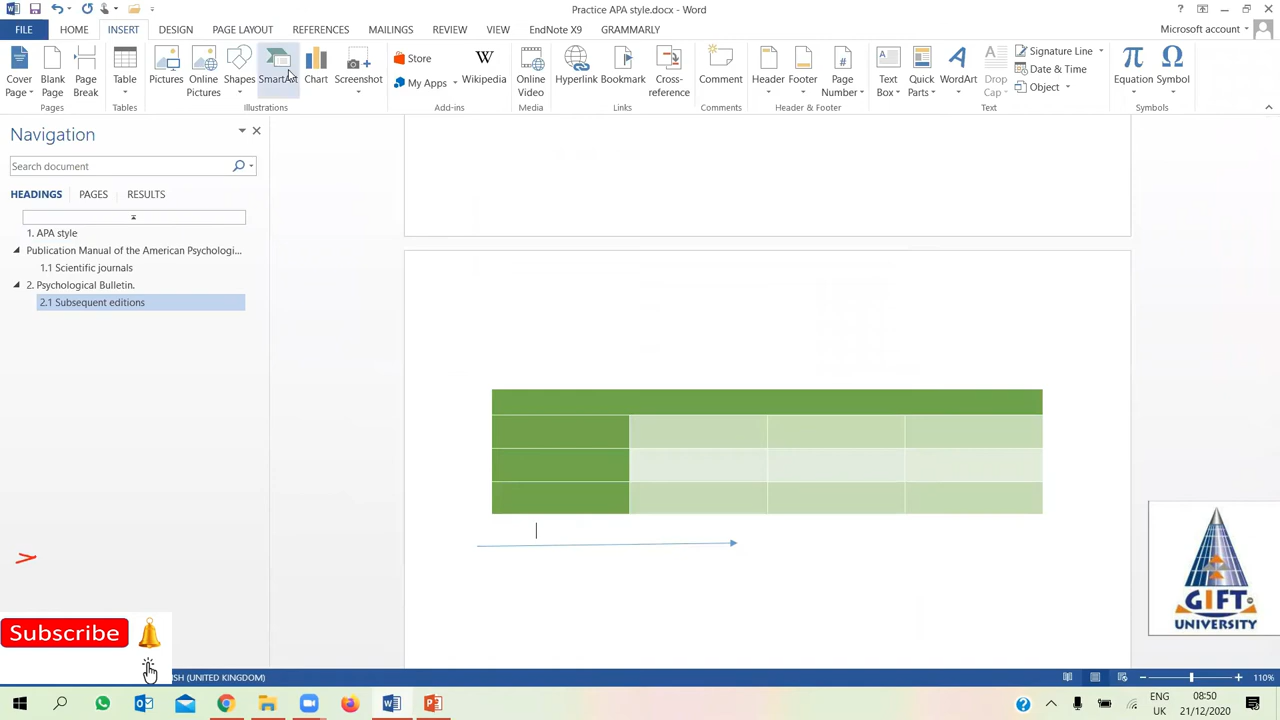 Practice APA style.docx - Word
FILE HOME INSERT DESIGN PAGE LAYOUT REFERENCES MAILINGS REVIEW VIEW EndNote X9 GRAMMARLY Microsoft account
Cover Page
Blank Page
Page Break
Pages
Table
Tables
Pictures
Online Pictures
Shapes
SmartArt
Chart
Screenshot
Illustrations
Store
My Apps
Wikipedia
Add-ins
Online Video
Media
Hyperlink
Bookmark
Cross-reference
Links
Comment
Comments
Header
Footer
Page Number
Header & Footer
Text Box
Quick Parts
WordArt
Drop Cap
Signature Line
Date & Time
Object
Text
Equation
Symbol
Symbols
Navigation
Search document
HEADINGS PAGES RESULTS
1. APA style
Publication Manual of the American Psychologi...
1.1 Scientific journals
2. Psychological Bulletin.
2.1 Subsequent editions
GIFT
UNIVERSITY
Subscribe
SH (UNITED KINGDOM)
110%
ENG
UK
08:50
21/12/2020